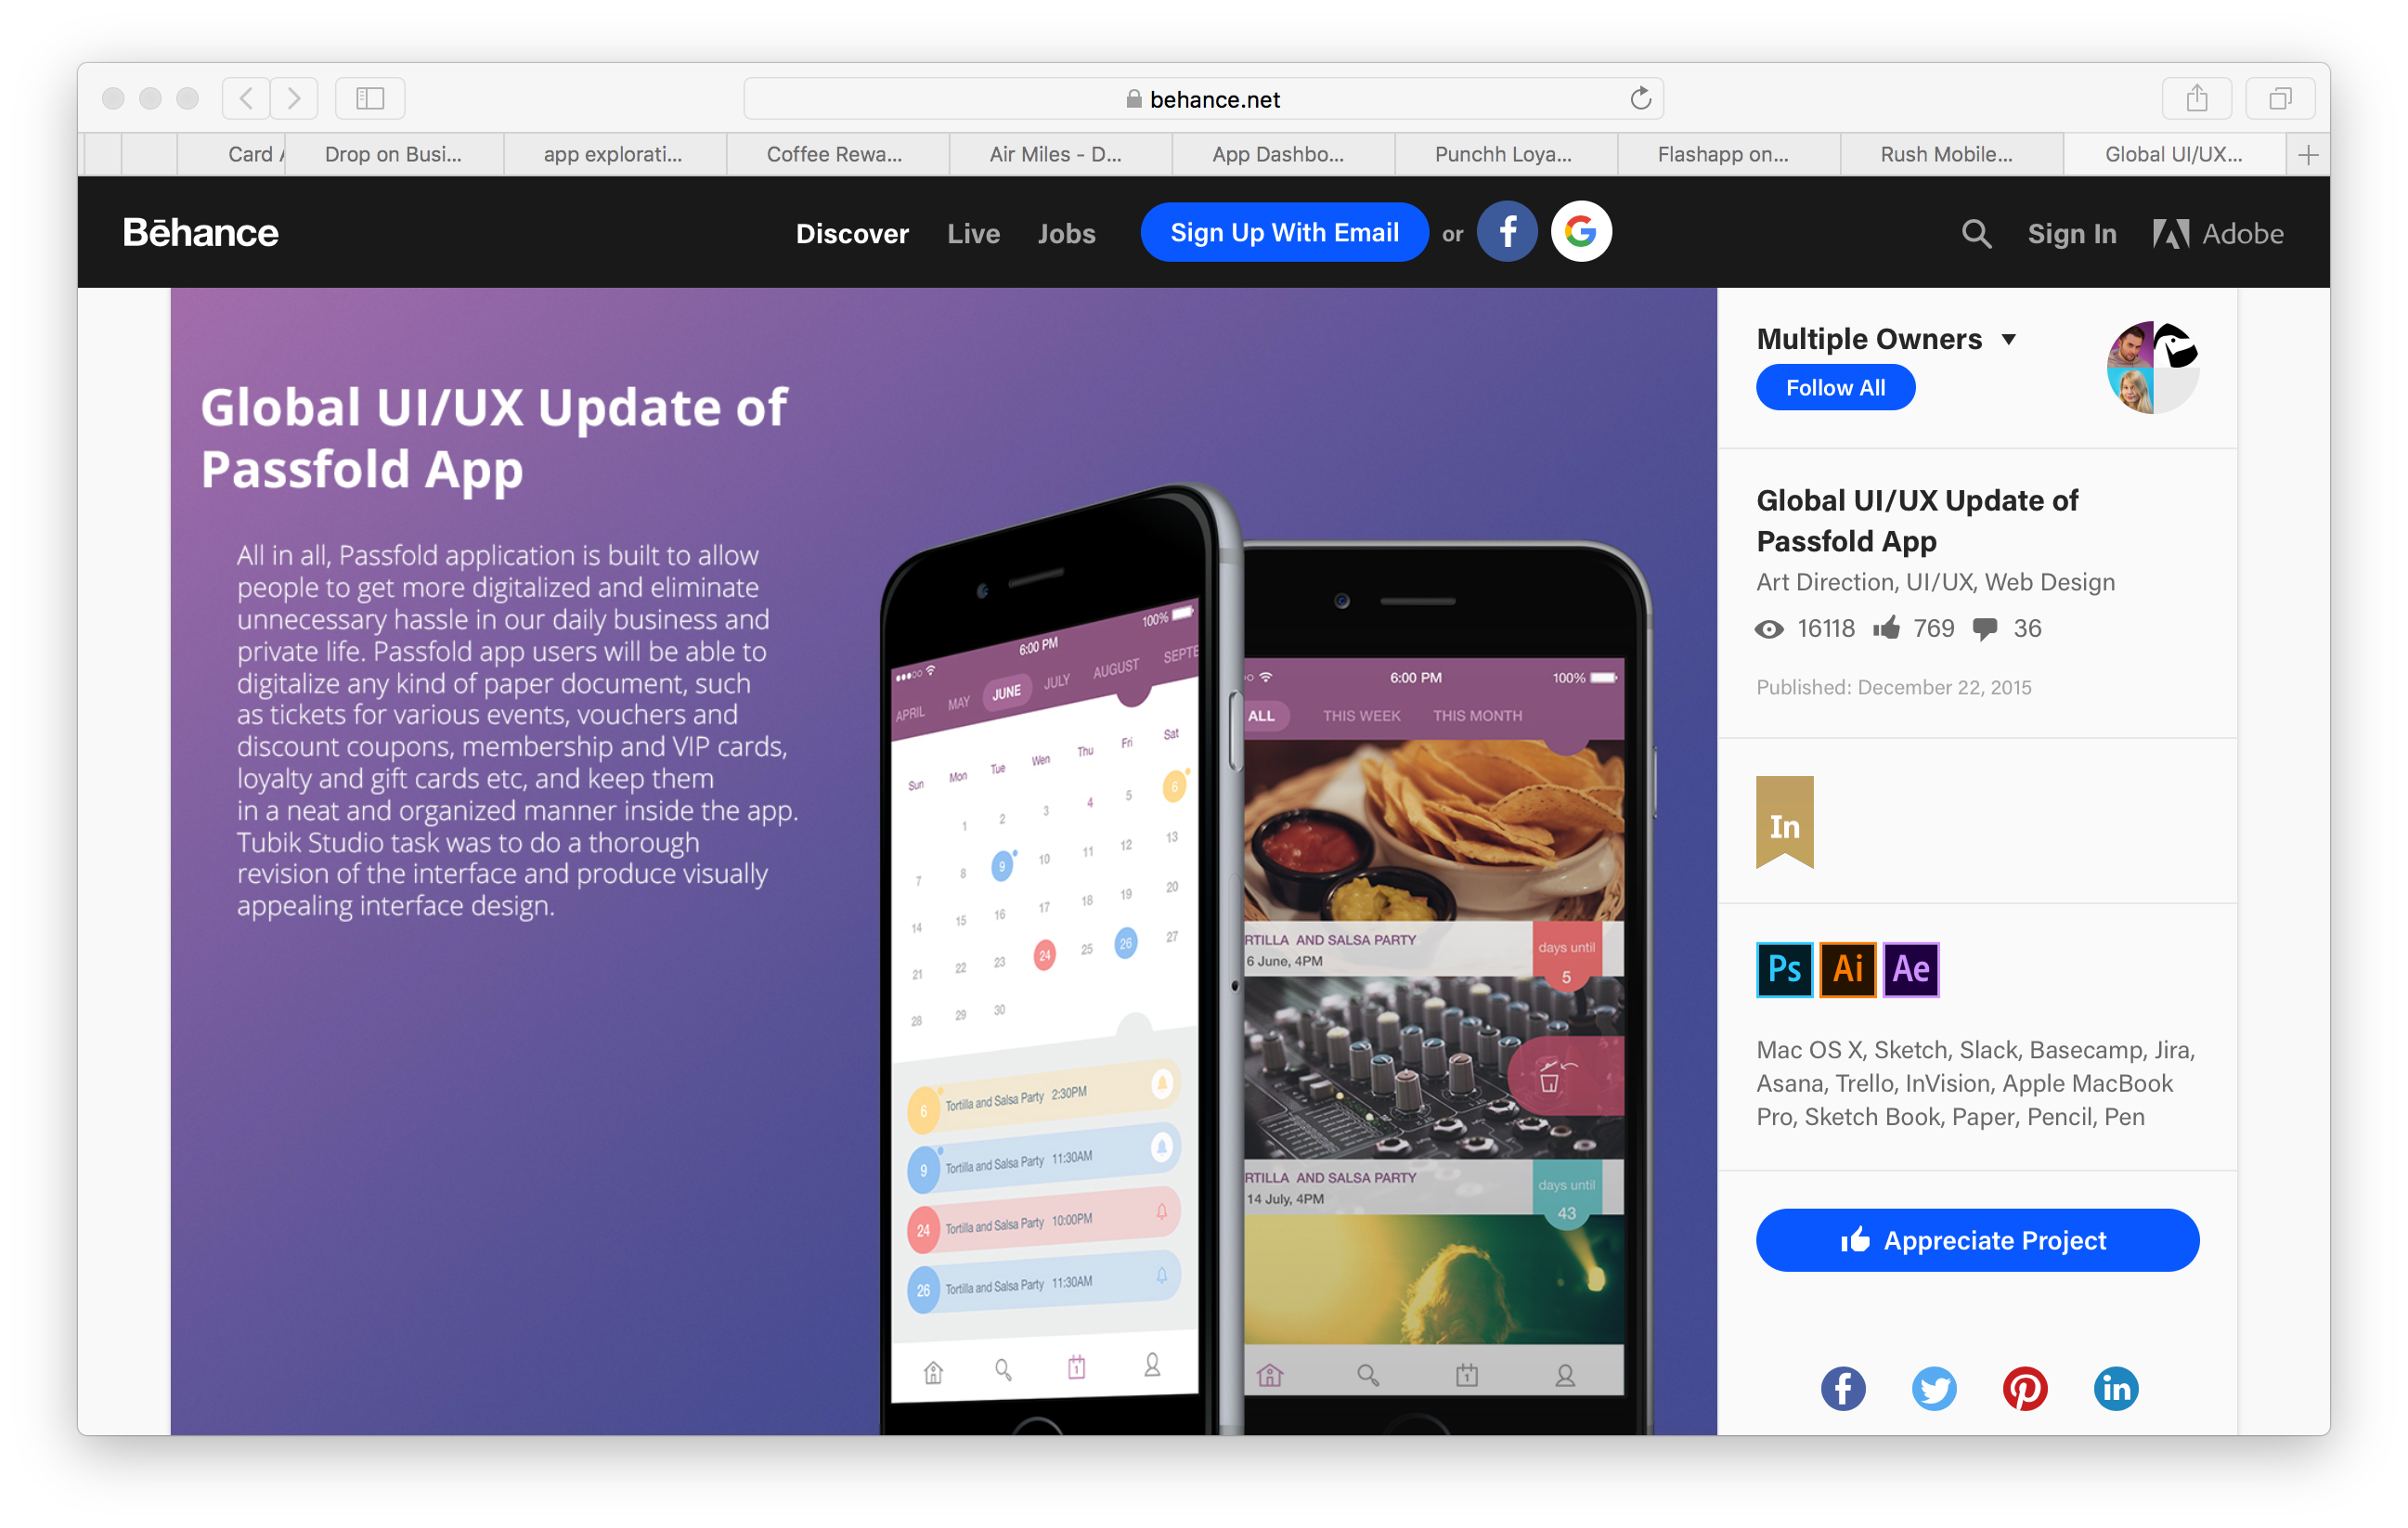 behance.net
Card
Drop on Busi...
app explorati...
Coffee Rewa...
Air Miles - D...
App Dashbo...
Punchh Loya...
Flashapp on...
Rush Mobile...
Global UI/UX...
Bēhance
Discover
Live
Jobs
Sign Up With Email
or
Sign In
Adobe
Global UI/UX Update of
Passfold App
All in all, Passfold application is built to allow
people to get more digitalized and eliminate
unnecessary hassle in our daily business and
private life. Passfold app users will be able to
digitalize any kind of paper document, such
as tickets for various events, vouchers and
discount coupons, membership and VIP cards,
loyalty and gift cards etc, and keep them
in a neat and organized manner inside the app.
Tubik Studio task was to do a thorough
revision of the interface and produce visually
appealing interface design.
6:00 PM 100%
APRIL MAY JUNE JULY AUGUST SEPTE
Sun Mon Tue Wen Thu Fri Sat
1 2 3 4 5 6
7 8 9 10 11 12 13
14 15 16 17 18 19 20
21 22 23 24 25 26 27
28 29 30
6 Tortilla and Salsa Party 2:30PM
9 Tortilla and Salsa Party 11:30AM
24 Tortilla and Salsa Party 10:00PM
26 Tortilla and Salsa Party 11:30AM
1
6:00 PM 100%
ALL THIS WEEK THIS MONTH
RTILLA AND SALSA PARTY
6 June, 4PM
days until
5
RTILLA AND SALSA PARTY
14 July, 4PM
days until
43
1
Multiple Owners
Follow All
Global UI/UX Update of
Passfold App
Art Direction, UI/UX, Web Design
16118 769 36
Published: December 22, 2015
In
Ps Ai Ae
Mac OS X, Sketch, Slack, Basecamp, Jira,
Asana, Trello, InVision, Apple MacBook
Pro, Sketch Book, Paper, Pencil, Pen
Appreciate Project